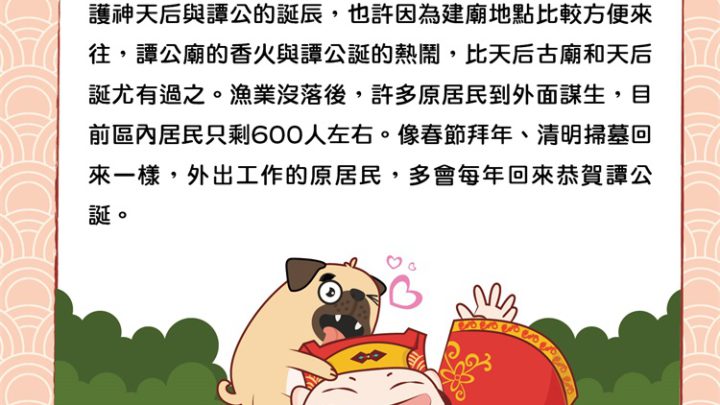 護神天后與譚公的誕辰，也許因為建廟地點比較方便來
往，譚公廟的香火與譚公誕的熱鬧，比天后古廟和天后
誕尤有過之。漁業沒落後，許多原居民到外面謀生，目
前區內居民只剩600人左右。像春節拜年、清明掃墓回
來一樣，外出工作的原居民，多會每年回來恭賀譚公
誕。